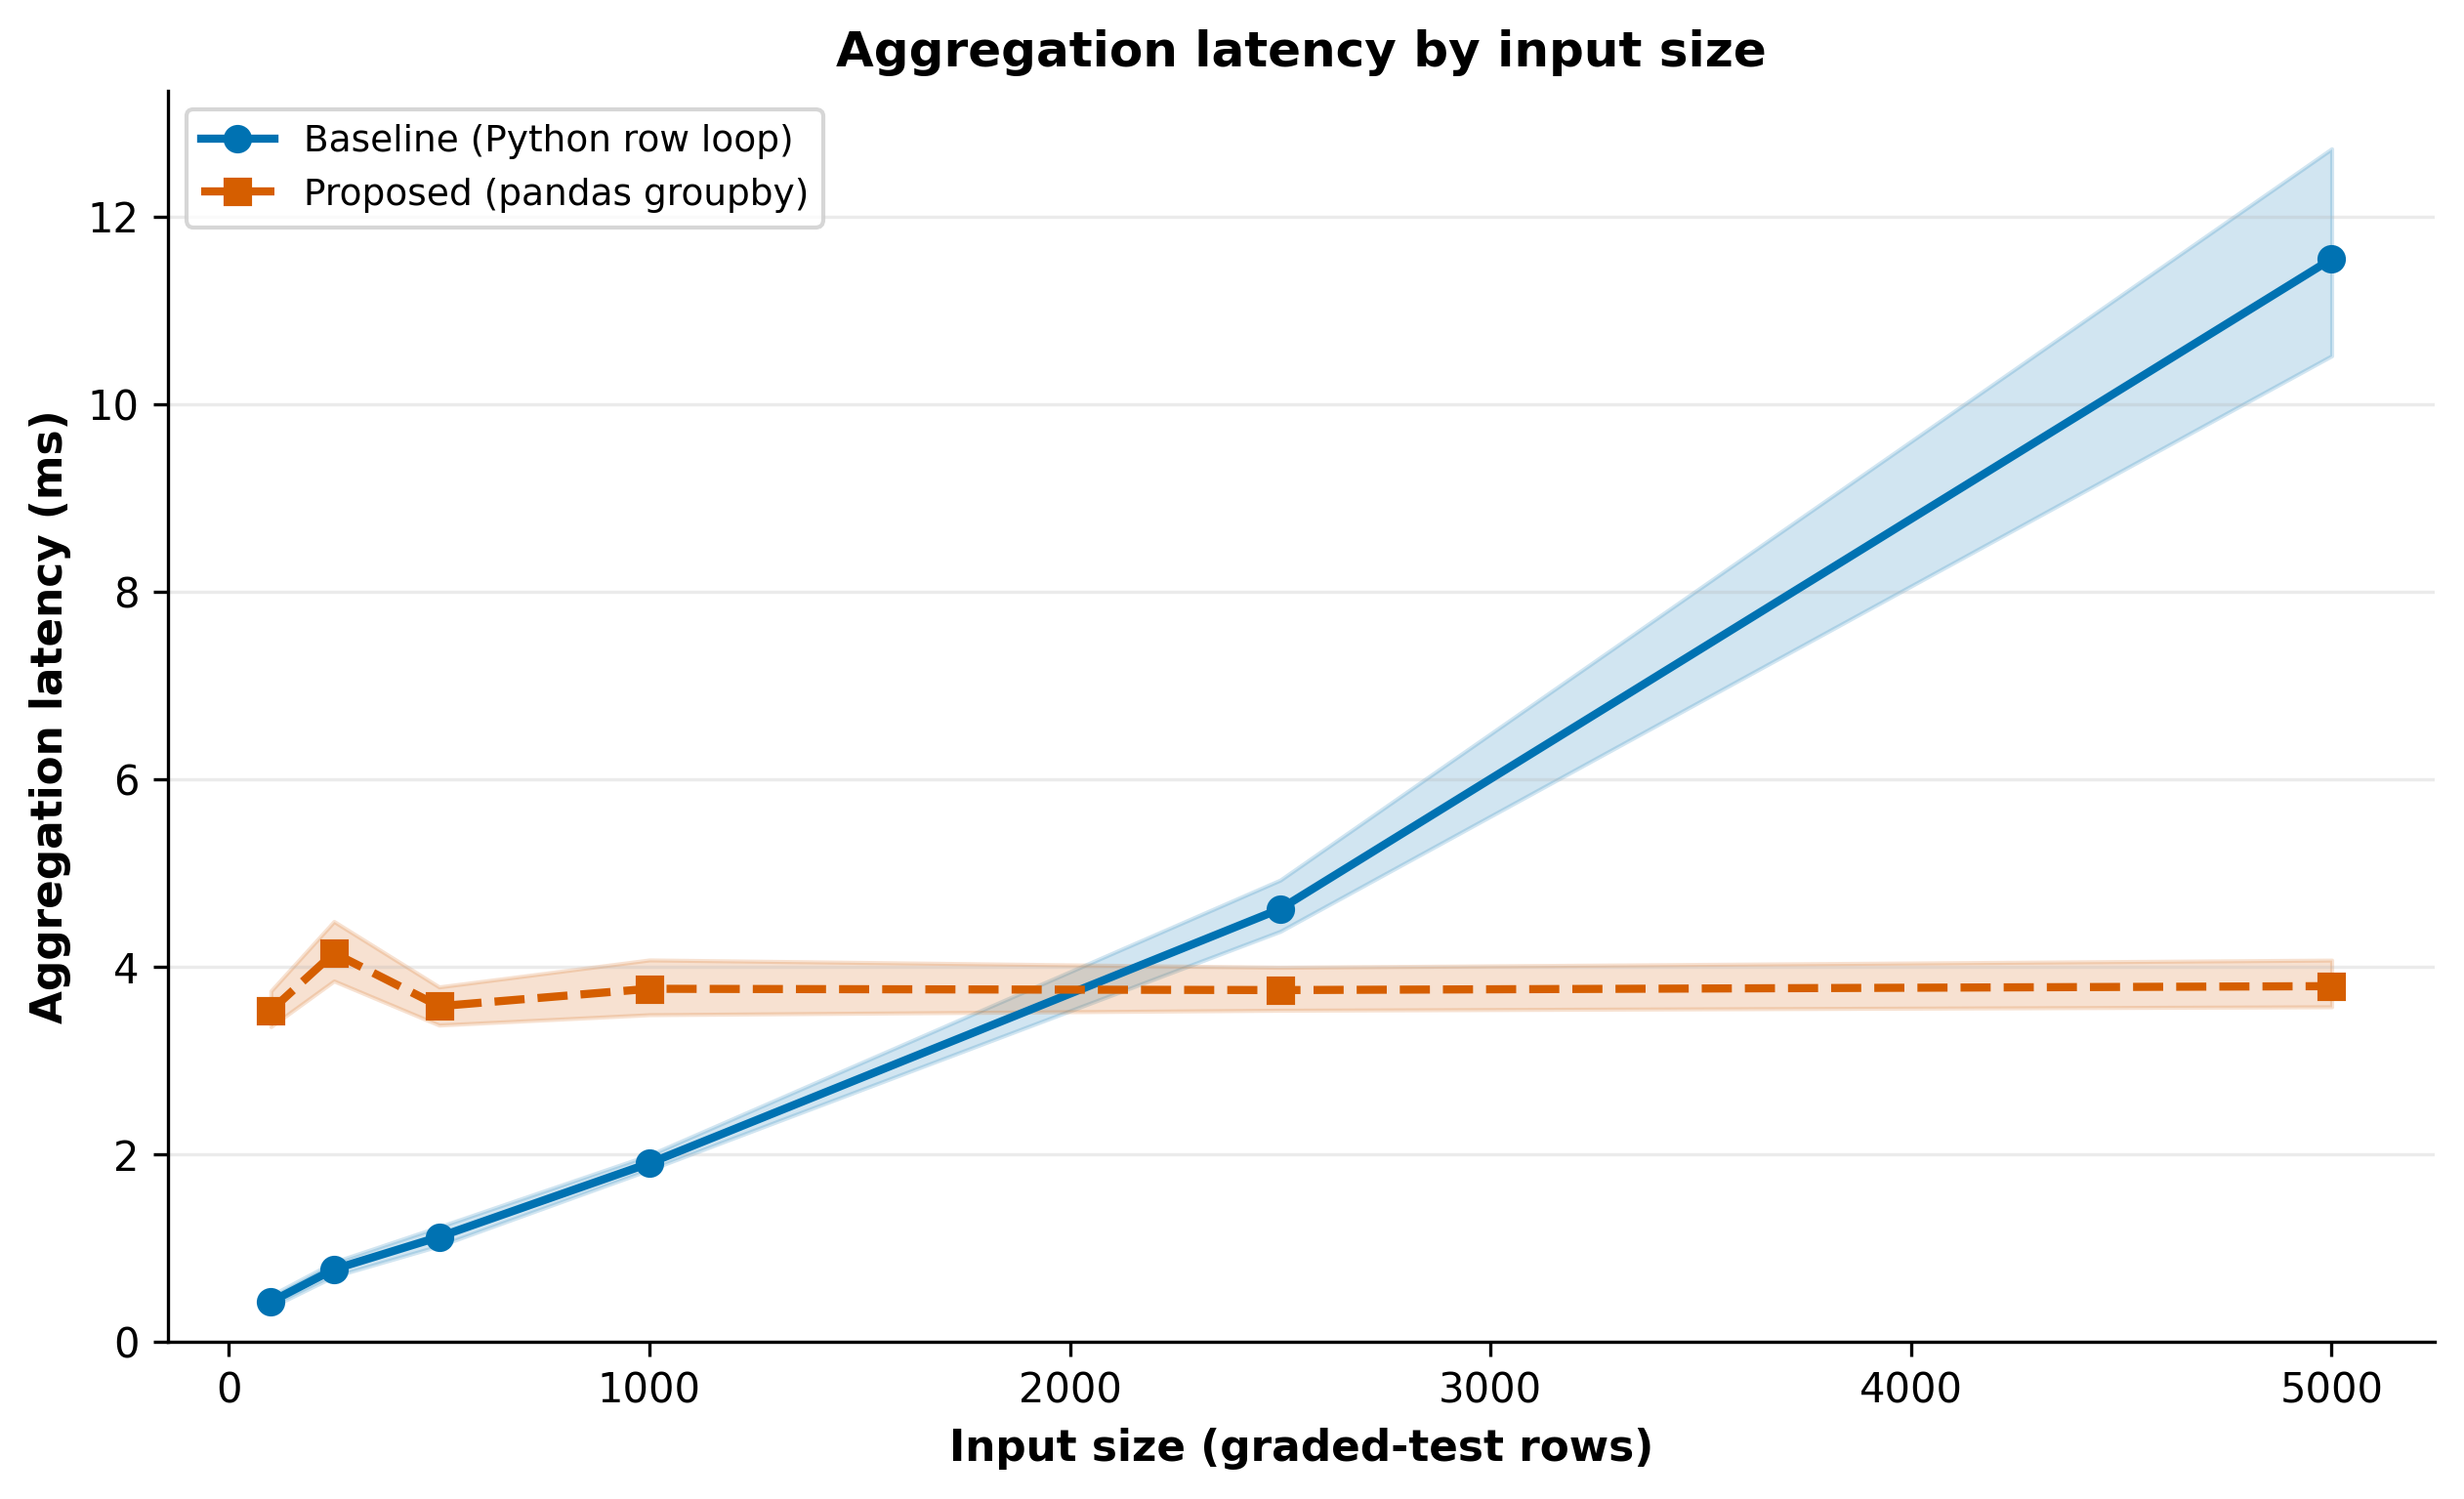 Aggregation latency by input size
Baseline (Python row loop)
Proposed (pandas groupby)
Aggregation latency (ms)
12
10
8
6
4
2
0
0 1000 2000 3000 4000 5000
Input size (graded-test rows)